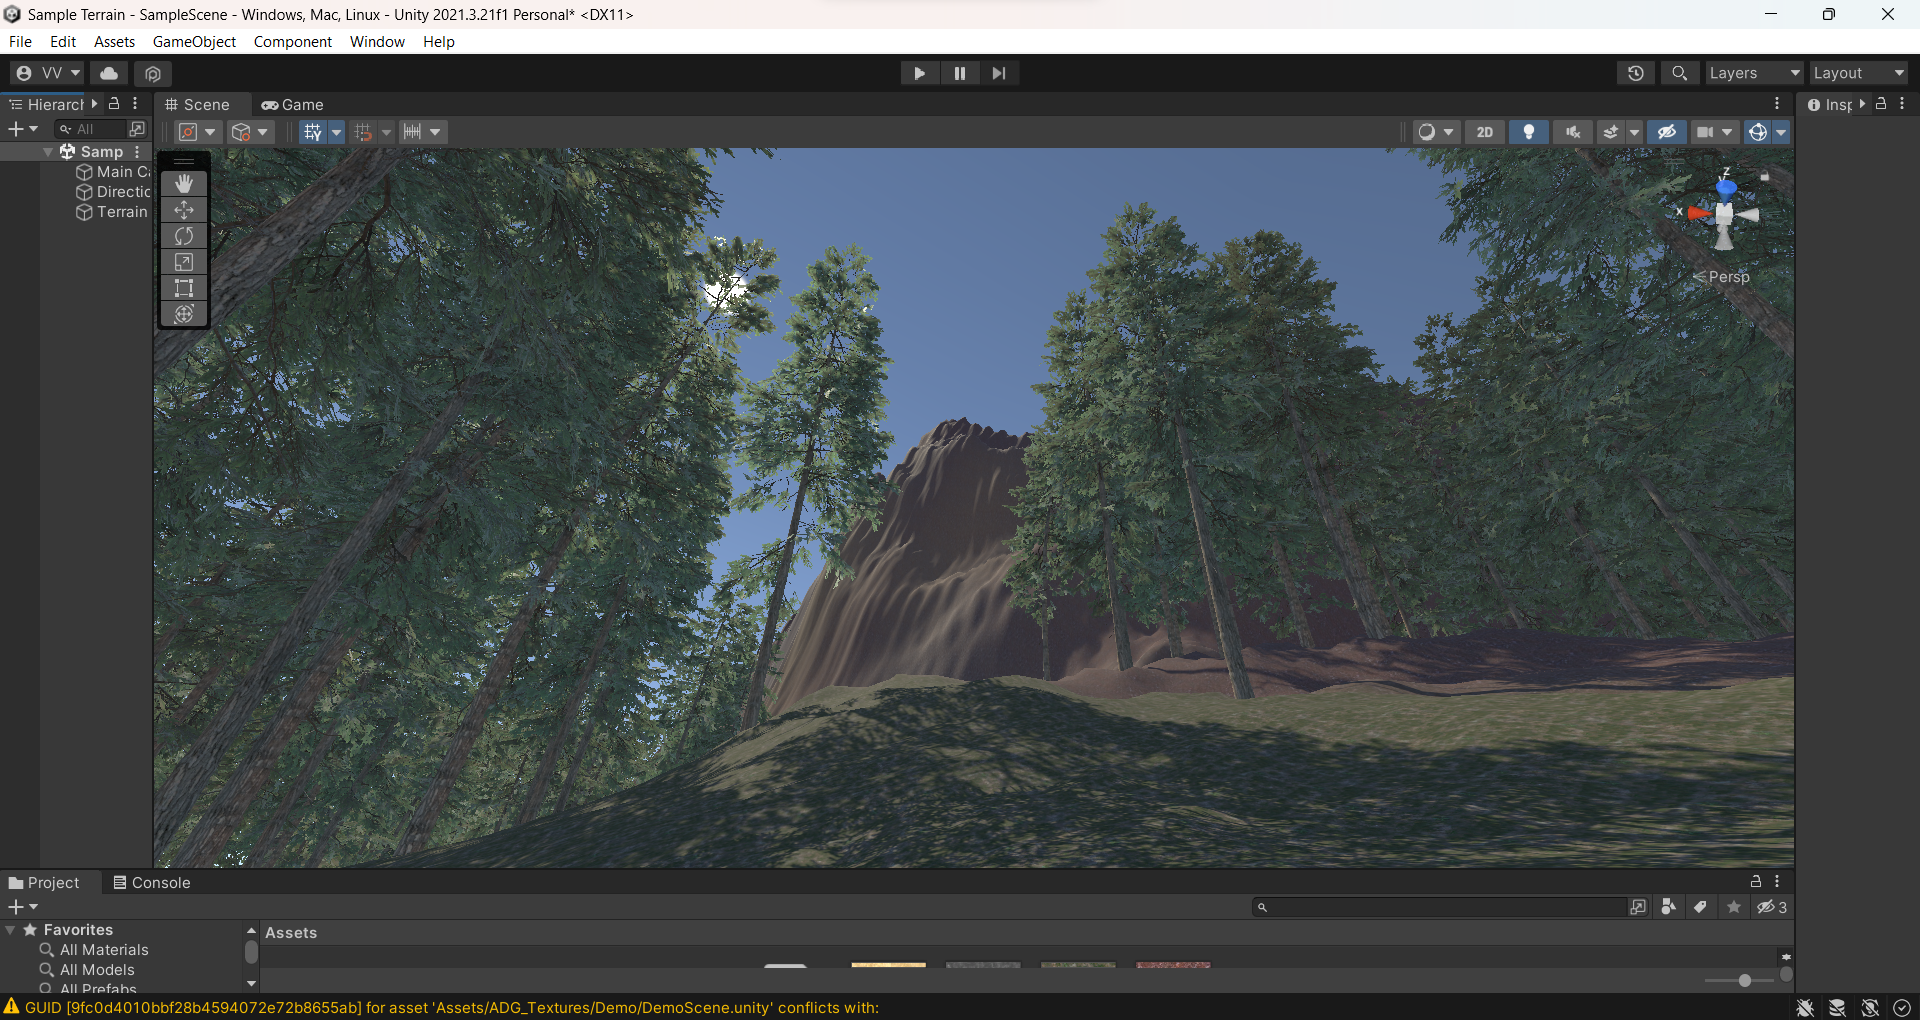 Sample Terrain - SampleScene - Windows, Mac, Linux - Unity 2021.3.21f1 Personal* <DX11>
File Edit Assets GameObject Component Window Help
VV Layers Layout
Hierarch Scene Game Insp
All 2D
Samp
Main Ca
Directic
Terrain
Y
Z
X
Persp
Project Console
3
Favorites Assets
All Materials
All Models
All Prefabs
GUID [9fc0d4010bbf28b4594072e72b8655ab] for asset 'Assets/ADG_Textures/Demo/DemoScene.unity' conflicts with: